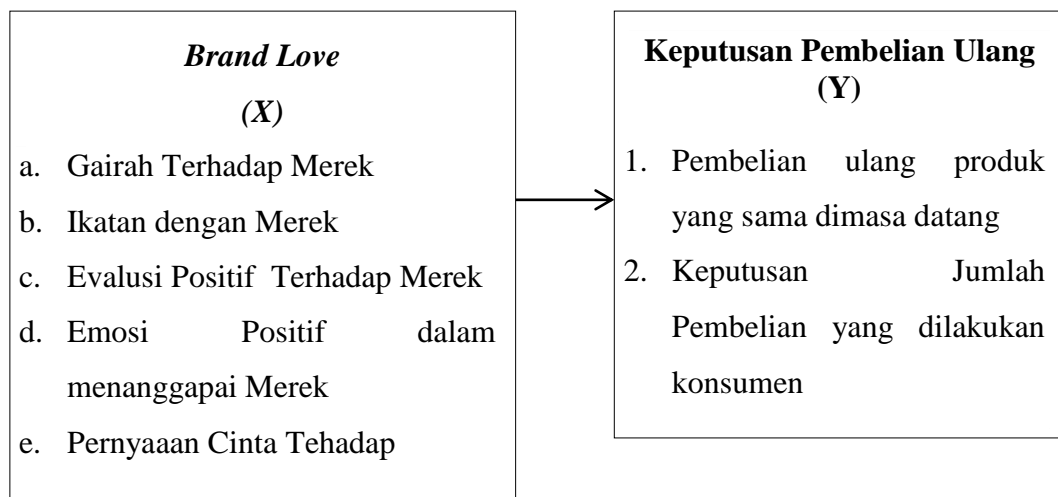 Brand Love
(X)
a. Gairah Terhadap Merek
b. Ikatan dengan Merek
c. Evalusi Positif Terhadap Merek
d. Emosi Positif dalam
menanggapai Merek
e. Pernyaaan Cinta Tehadap
Keputusan Pembelian Ulang
(Y)
1. Pembelian ulang produk
yang sama dimasa datang
2. Keputusan Jumlah
Pembelian yang dilakukan
konsumen